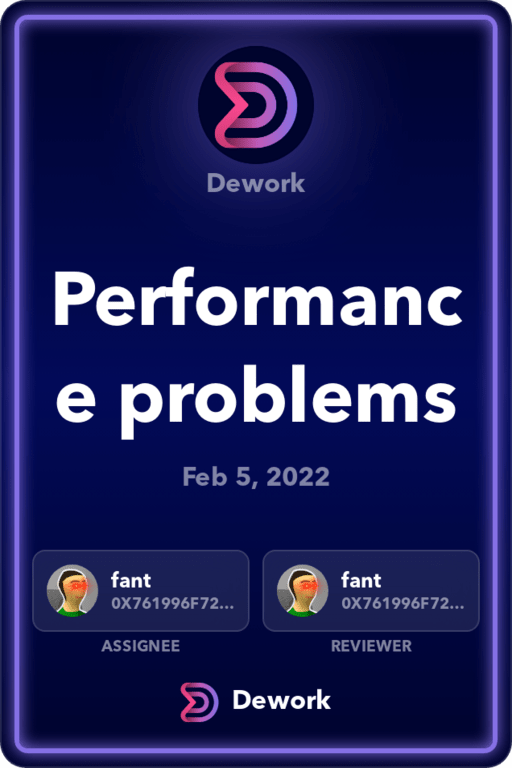 Dework
Performanc
e problems
Feb 5, 2022
fant
0X761996F72...
ASSIGNEE
fant
0X761996F72...
REVIEWER
Dework